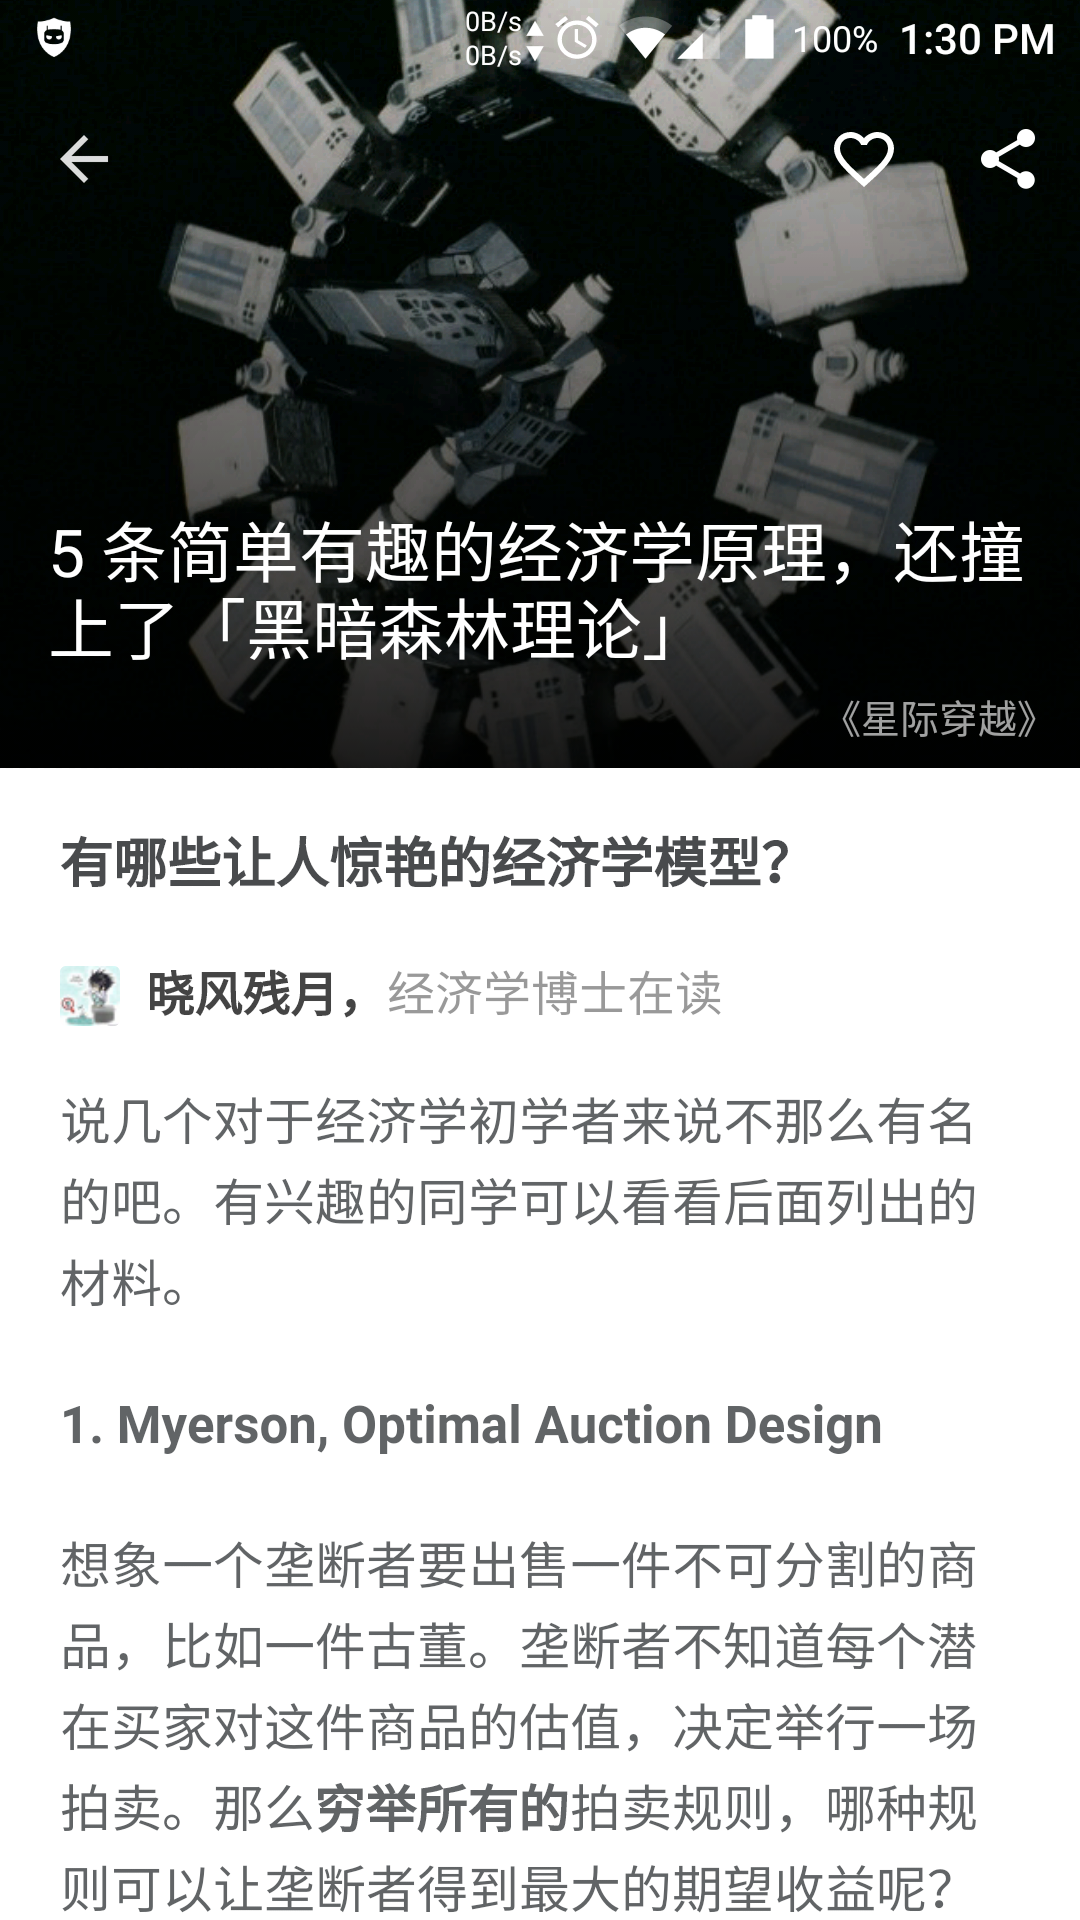 0B/s
0B/s
100%
1:30 PM
5 条简单有趣的经济学原理，还撞
上了「黑暗森林理论」
《星际穿越》
有哪些让人惊艳的经济学模型？
晓风残月，经济学博士在读
说几个对于经济学初学者来说不那么有名
的吧。有兴趣的同学可以看看后面列出的
材料。
1. Myerson, Optimal Auction Design
想象一个垄断者要出售一件不可分割的商
品，比如一件古董。垄断者不知道每个潜
在买家对这件商品的估值，决定举行一场
拍卖。那么穷举所有的拍卖规则，哪种规
则可以让垄断者得到最大的期望收益呢？